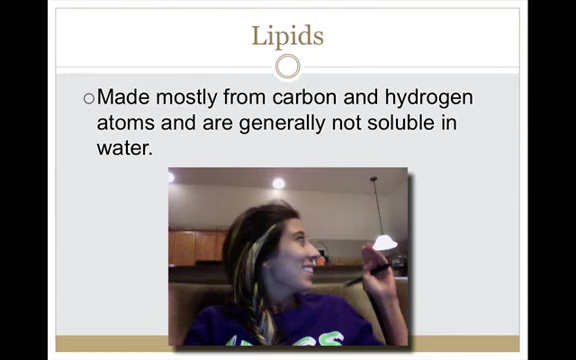 Lipids
Made mostly from carbon and hydrogen
atoms and are generally not soluble in
water.